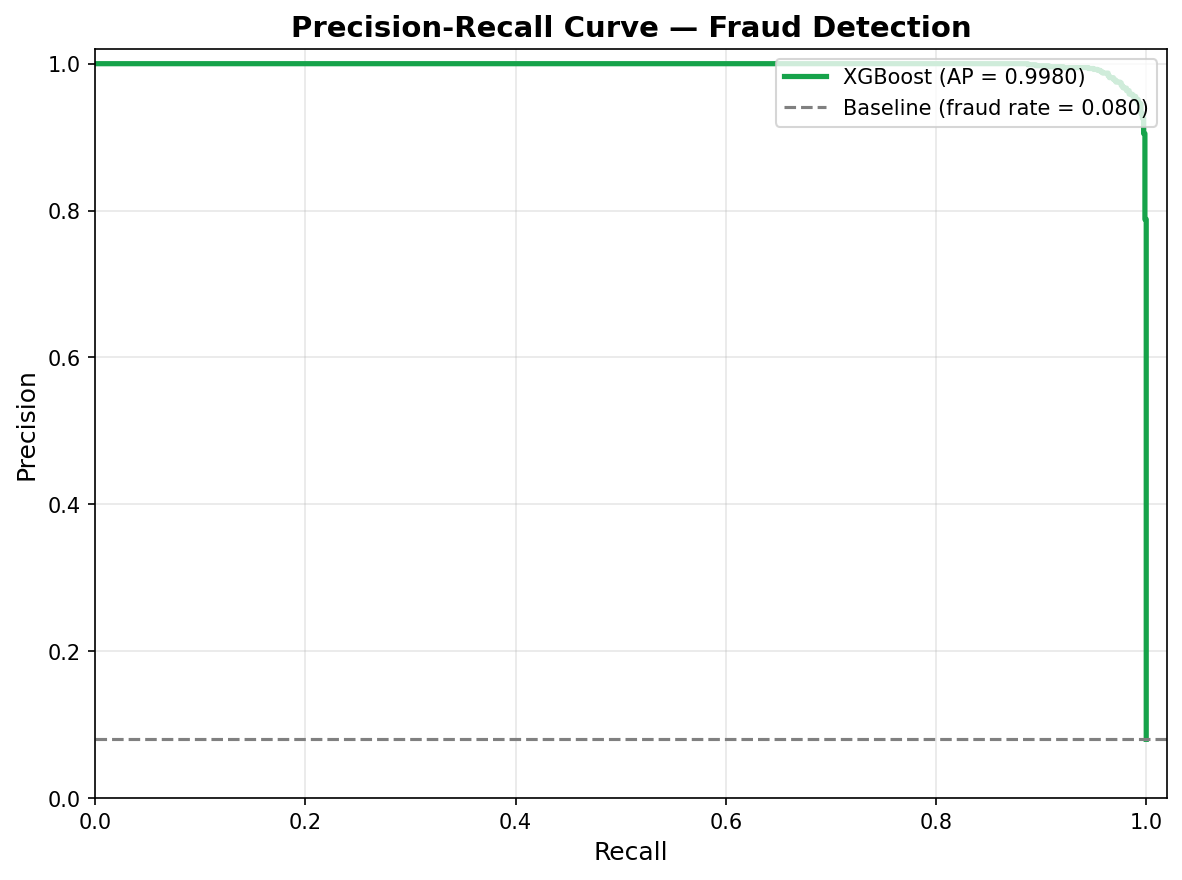 Precision-Recall Curve — Fraud Detection
XGBoost (AP = 0.9980)
Baseline (fraud rate = 0.080)
Precision
1.0
0.8
0.6
0.4
0.2
0.0
0.0 0.2 0.4 0.6 0.8 1.0
Recall